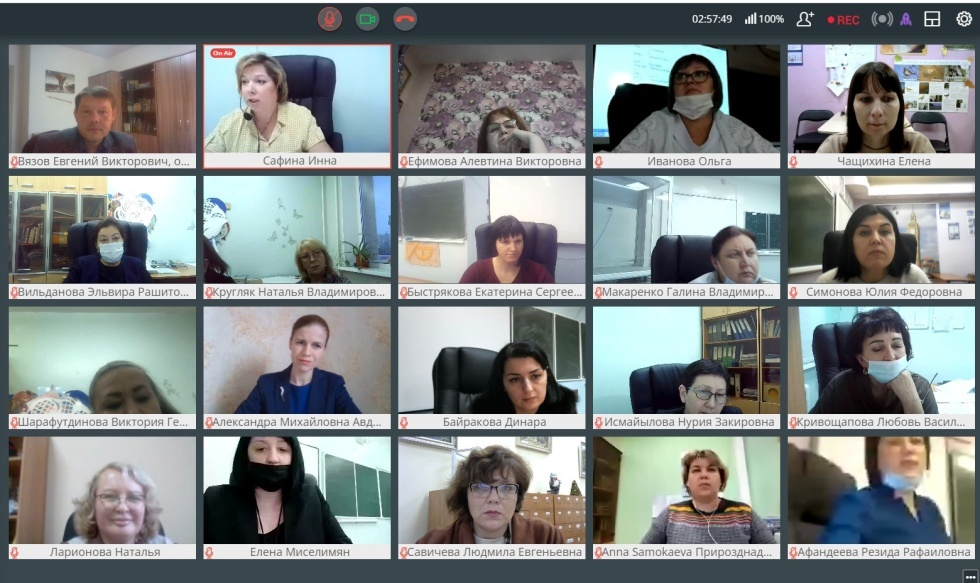 02:57:49
100%
REC
On Air
Вязов Евгений Викторович, о...
Сафина Инна
Ефимова Алевтина Викторовна
Иванова Ольга
Чащихина Елена
Вильданова Эльвира Рашито...
Кругляк Наталья Владимиров...
Быстрякова Екатерина Сергее...
Макаренко Галина Владимир...
Симонова Юлия Федоровна
Шарафутдинова Виктория Ге...
Александра Михайловна Авд...
Байракова Динара
Исмайылова Нурия Закировна
Кривощапова Любовь Васил...
Ларионова Наталья
Елена Миселимян
Савичева Людмила Евгеньевна
Anna Samokaeva Приознад...
Афандеева Резида Рафаиловна